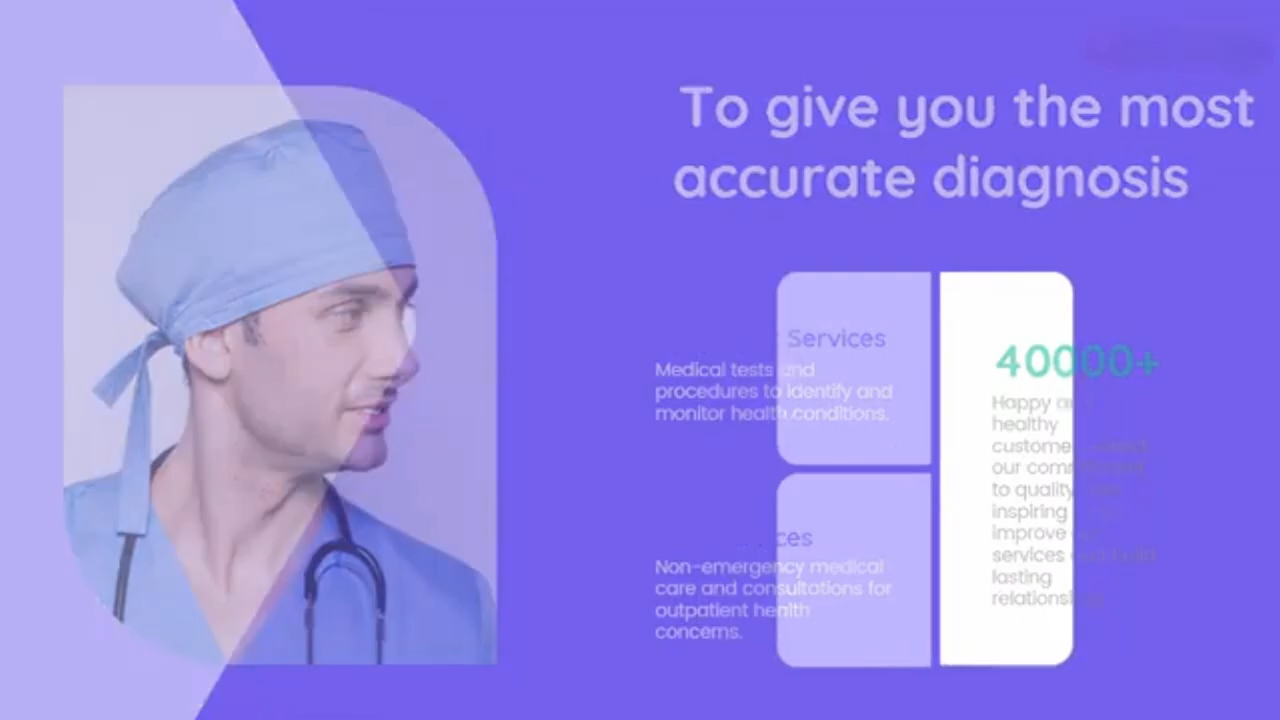 To give you the most
accurate diagnosis
Services
Medical tests and
procedures to identify and
monitor health conditions.
Non-emergency medical
care and consultations for
outpatient health
concerns.
40000+
Happy
healthy
our
to quality
inspiring
improve
services
lasting